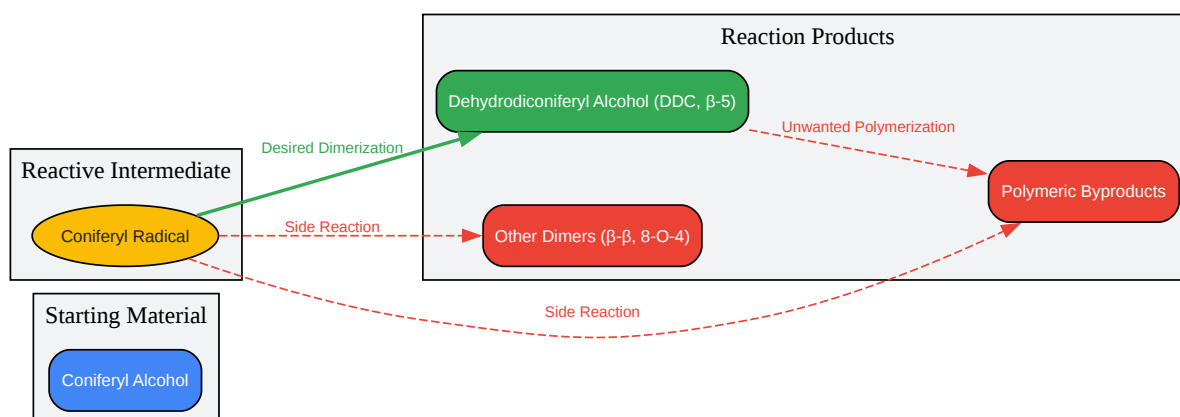 Reaction Products
Dehydrodiconiferyl Alcohol (DDC, β-5)
Unwanted Polymerization
Desired Dimerization
Reactive Intermediate
Polymeric Byproducts
Coniferyl Radical
Side Reaction
Other Dimers (β-β, 8-O-4)
Side Reaction
Starting Material
Coniferyl Alcohol